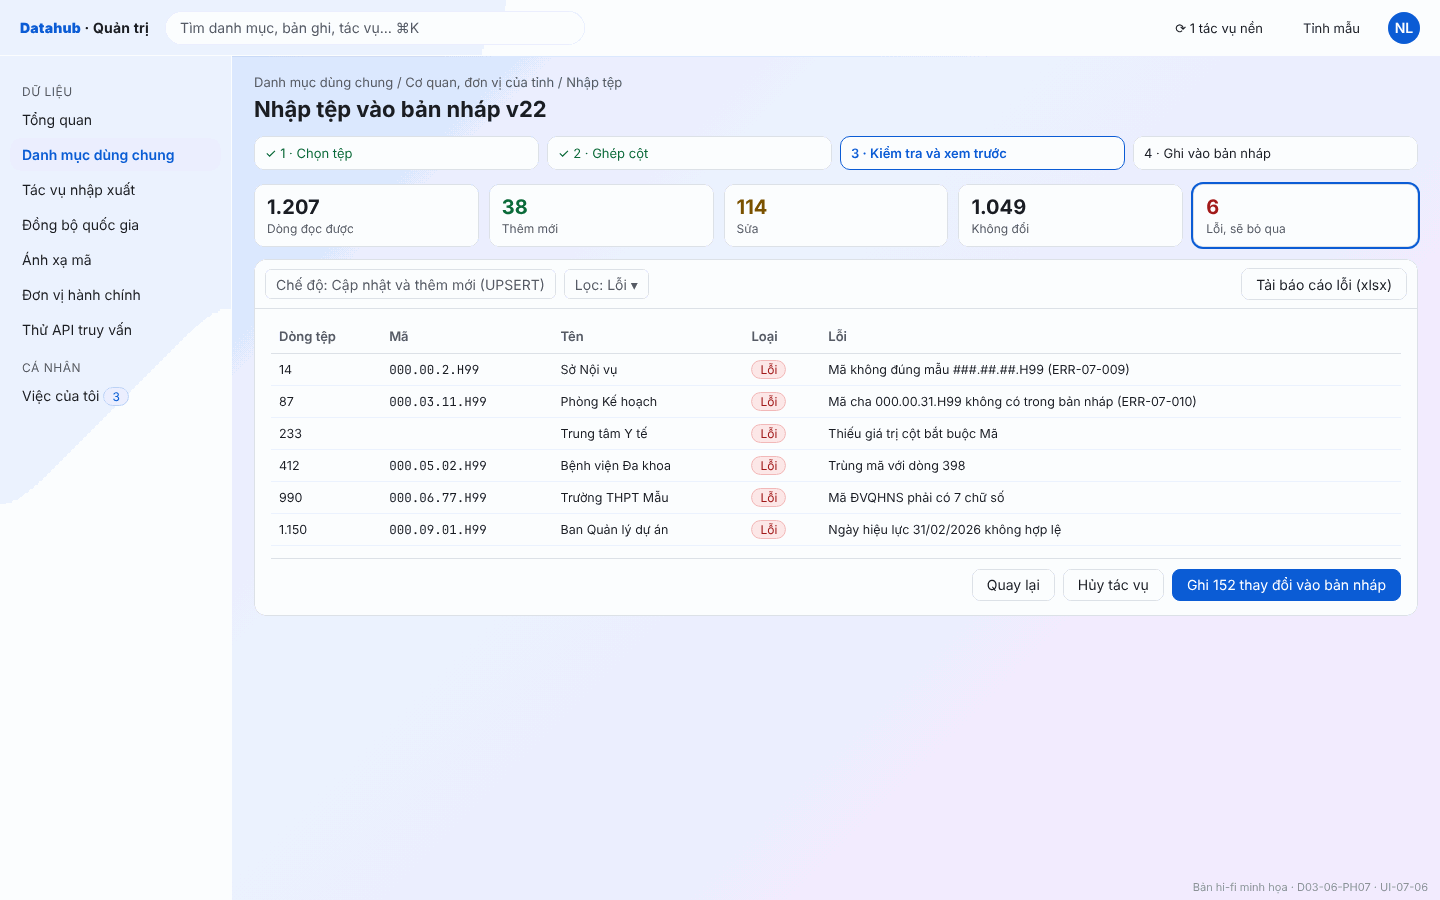 Datahub · Quản trị
Tìm danh mục, bản ghi, tác vụ... ⌘K
⟳ 1 tác vụ nền
Tỉnh mẫu
NL
DỮ LIỆU
Tổng quan
Danh mục dùng chung
Tác vụ nhập xuất
Đồng bộ quốc gia
Ánh xạ mã
Đơn vị hành chính
Thử API truy vấn
CÁ NHÂN
Việc của tôi 3
Danh mục dùng chung / Cơ quan, đơn vị của tỉnh / Nhập tệp
Nhập tệp vào bản nháp v22
✓ 1 · Chọn tệp
✓ 2 · Ghép cột
3 · Kiểm tra và xem trước
4 · Ghi vào bản nháp
1.207
Dòng đọc được
38
Thêm mới
114
Sửa
1.049
Không đổi
6
Lỗi, sẽ bỏ qua
Chế độ: Cập nhật và thêm mới (UPSERT)
Lọc: Lỗi ▾
Tải báo cáo lỗi (xlsx)
Dòng tệp Mã Tên Loại Lỗi
14 000.00.2.H99 Sở Nội vụ Lỗi Mã không đúng mẫu ###.##.##.H99 (ERR-07-009)
87 000.03.11.H99 Phòng Kế hoạch Lỗi Mã cha 000.00.31.H99 không có trong bản nháp (ERR-07-010)
233 Trung tâm Y tế Lỗi Thiếu giá trị cột bắt buộc Mã
412 000.05.02.H99 Bệnh viện Đa khoa Lỗi Trùng mã với dòng 398
990 000.06.77.H99 Trường THPT Mẫu Lỗi Mã ĐVQHNS phải có 7 chữ số
1.150 000.09.01.H99 Ban Quản lý dự án Lỗi Ngày hiệu lực 31/02/2026 không hợp lệ
Quay lại
Hủy tác vụ
Ghi 152 thay đổi vào bản nháp
Bản hi-fi minh họa · D03-06-PH07 · UI-07-06